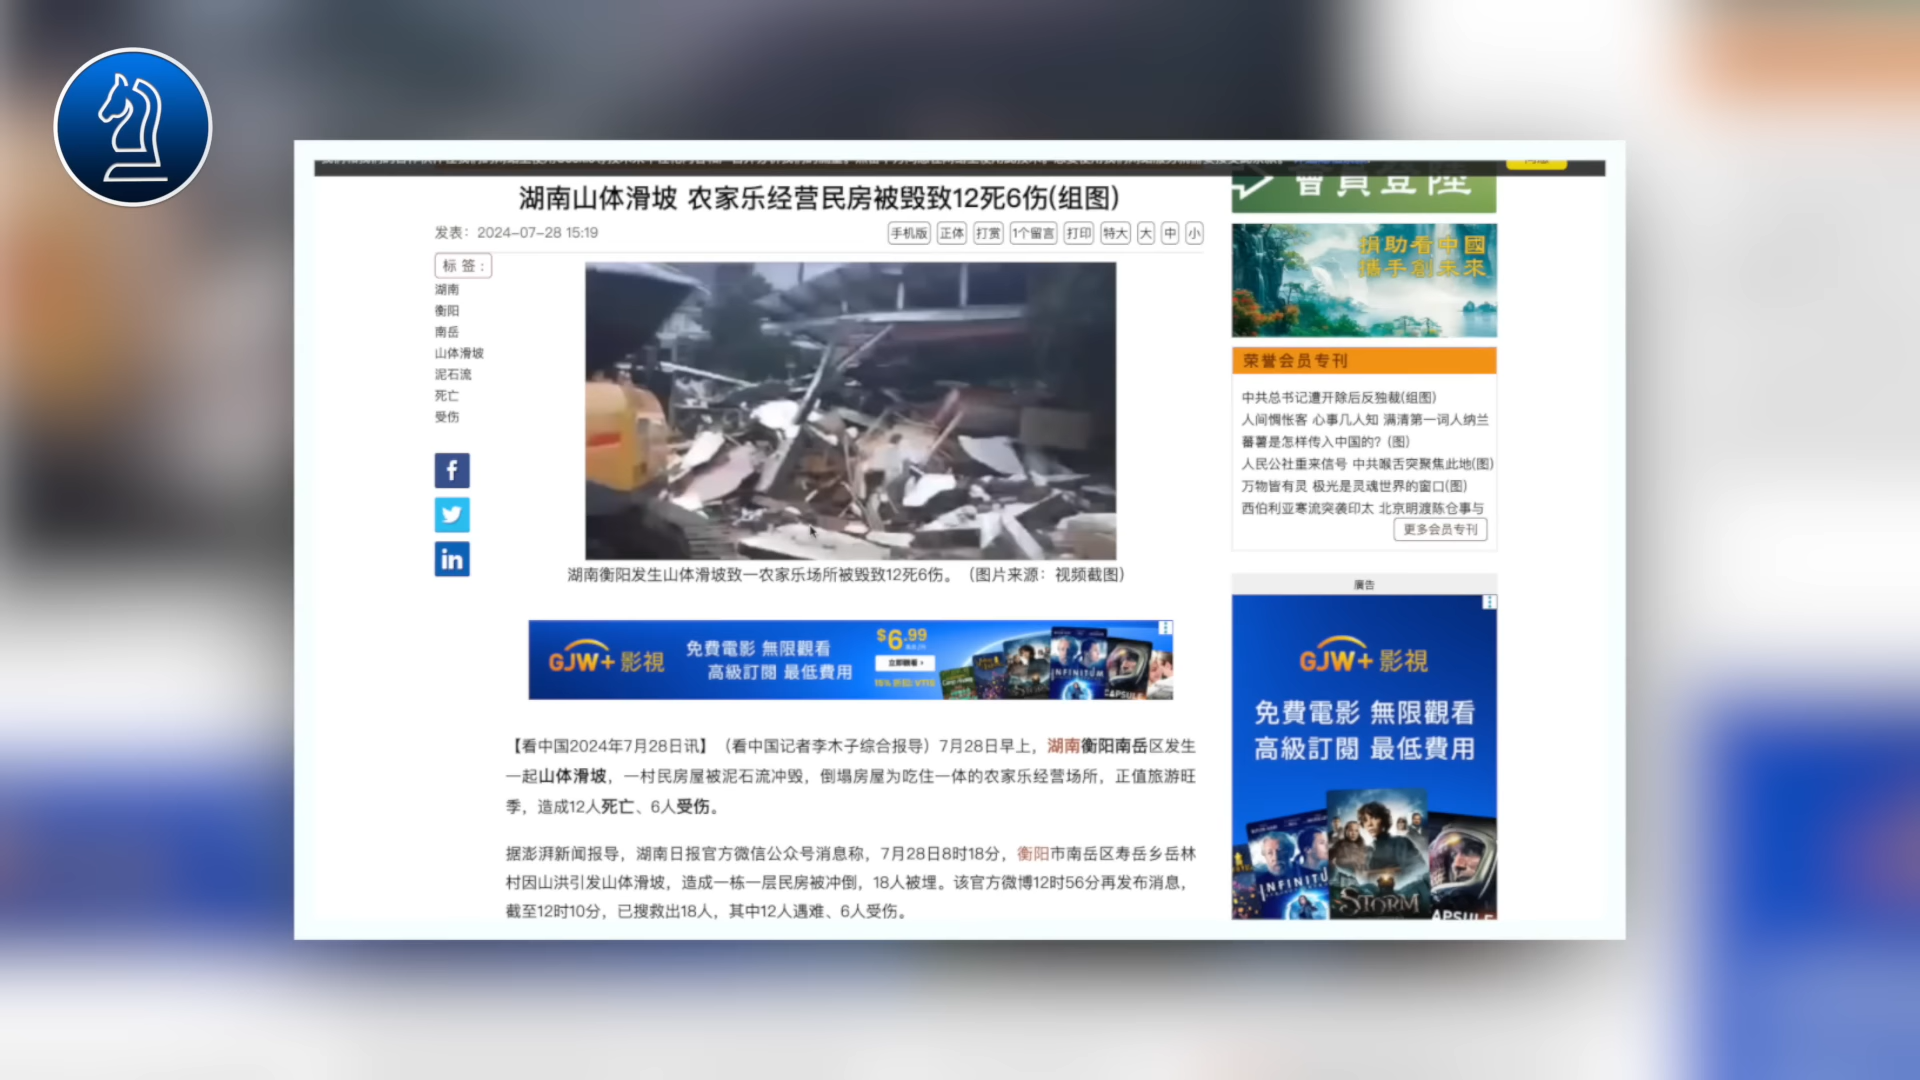 會員登陸
湖南山体滑坡 农家乐经营民房被毁致12死6伤(组图)
发表：2024-07-28 15:19
手机版 正体 打赏 1个留言 打印 特大 大 中 小
标签：
湖南
衡阳
南岳
山体滑坡
泥石流
死亡
受伤
湖南衡阳发生山体滑坡致一农家乐场所被毁致12死6伤。（图片来源：视频截图）
GJW+影視
免費電影 無限觀看
高級訂閱 最低費用
$6.99
立即觀看
【看中国2024年7月28日讯】（看中国记者李木子综合报导）7月28日早上，湖南衡阳南岳区发生
一起山体滑坡，一村民房屋被泥石流冲毁，倒塌房屋为吃住一体的农家乐经营场所，正值旅游旺
季，造成12人死亡、6人受伤。
据澎湃新闻报导，湖南日报官方微信公众号消息称，7月28日8时18分，衡阳市南岳区寿岳乡岳林
村因山洪引发山体滑坡，造成一栋一层民房被冲倒，18人被埋。该官方微博12时56分再发布消息，
截至12时10分，已搜救出18人，其中12人遇难、6人受伤。
捐助看中國
攜手創未來
荣誉会员专刊
中共总书记遭开除后反独裁(组图)
人间惆怅客 心事几人知 满清第一词人纳兰
蕃薯是怎样传入中国的？(图)
人民公社重来信号 中共喉舌突聚焦此地(图)
万物皆有灵 极光是灵魂世界的窗口(图)
西伯利亚寒流突袭印太 北京明渡陈仓事与
更多会员专刊
廣告
GJW+影視
免費電影 無限觀看
高級訂閱 最低費用
INFINITUM
STORM
CAPSULE